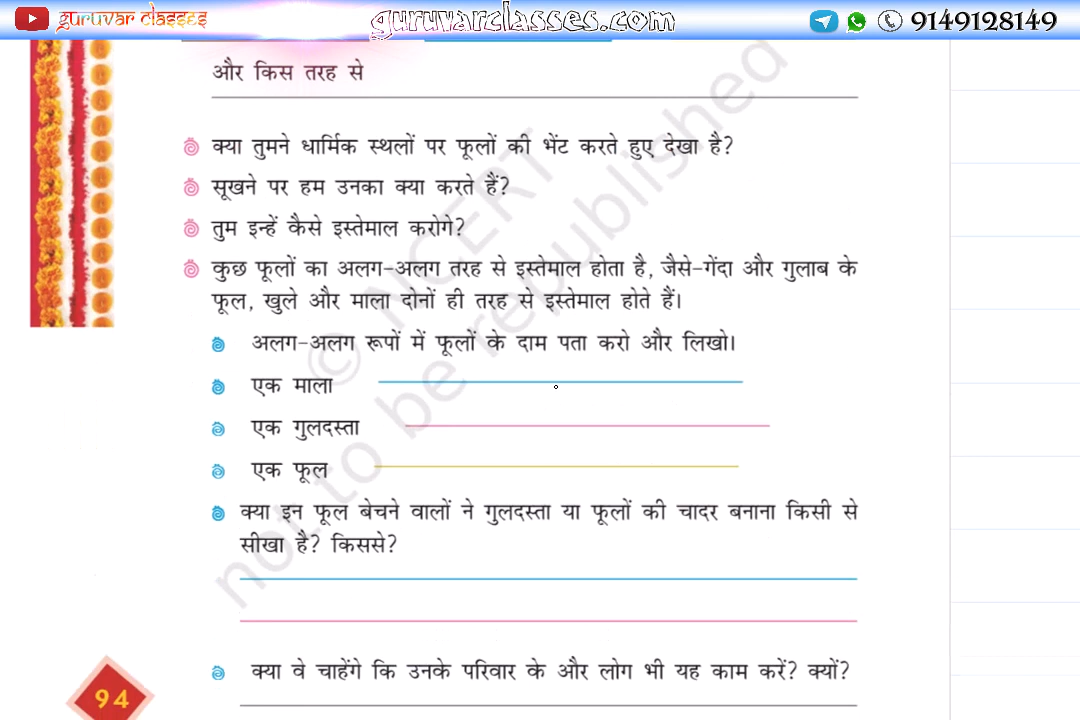 guruvar classes
guruvarclasses.com
9149128149
और किस तरह से
क्या तुमने धार्मिक स्थलों पर फूलों की भेंट करते हुए देखा है?
सूखने पर हम उनका क्या करते हैं?
तुम इन्हें कैसे इस्तेमाल करोगे?
कुछ फूलों का अलग-अलग तरह से इस्तेमाल होता है, जैसे-गेंदा और गुलाब के
फूल, खुले और माला दोनों ही तरह से इस्तेमाल होते हैं।
अलग-अलग रूपों में फूलों के दाम पता करो और लिखो।
एक माला
एक गुलदस्ता
एक फूल
क्या इन फूल बेचने वालों ने गुलदस्ता या फूलों की चादर बनाना किसी से
सीखा है? किससे?
क्या वे चाहेंगे कि उनके परिवार के और लोग भी यह काम करें? क्यों?
94
© NCERT
not to be republished